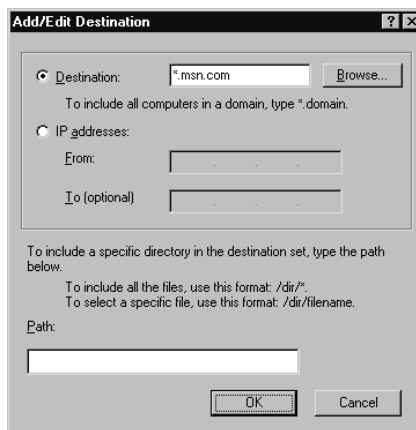 Add/Edit Destination
Destination: *.msn.com Browse...
To include all computers in a domain, type *.domain.
IP addresses:
From:
To (optional)
To include a specific directory in the destination set, type the path
below.
To include all the files, use this format: /dir/*.
To select a specific file, use this format: /dir/filename.
Path:
OK Cancel